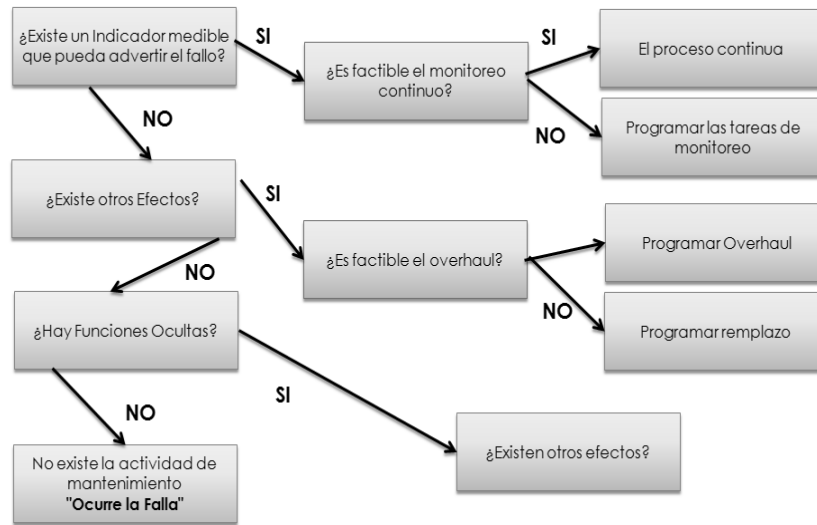 ¿Existe un Indicador medible
que pueda advertir el fallo?
SI
¿Es factible el monitoreo
continuo?
SI
El proceso continua
NO
Programar las tareas de
monitoreo
NO
¿Existe otros Efectos?
SI
¿Es factible el overhaul?
Programar Overhaul
NO
Programar remplazo
NO
¿Hay Funciones Ocultas?
SI
¿Existen otros efectos?
NO
No existe la actividad de
mantenimiento
"Ocurre la Falla"